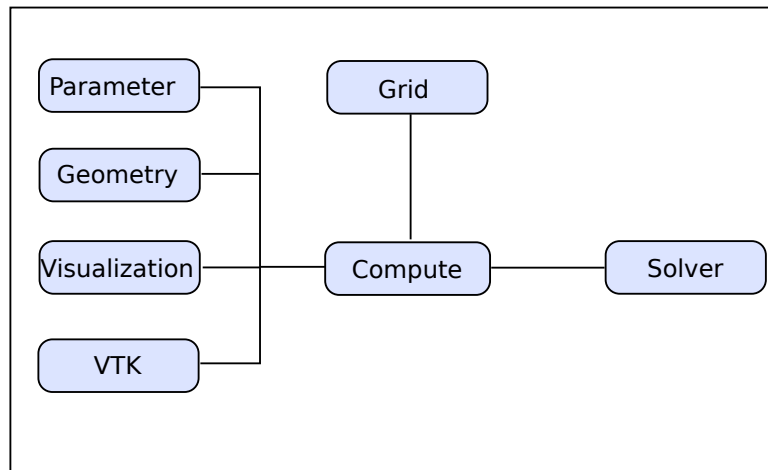 Parameter
Grid
Geometry
Visualization
Compute
Solver
VTK